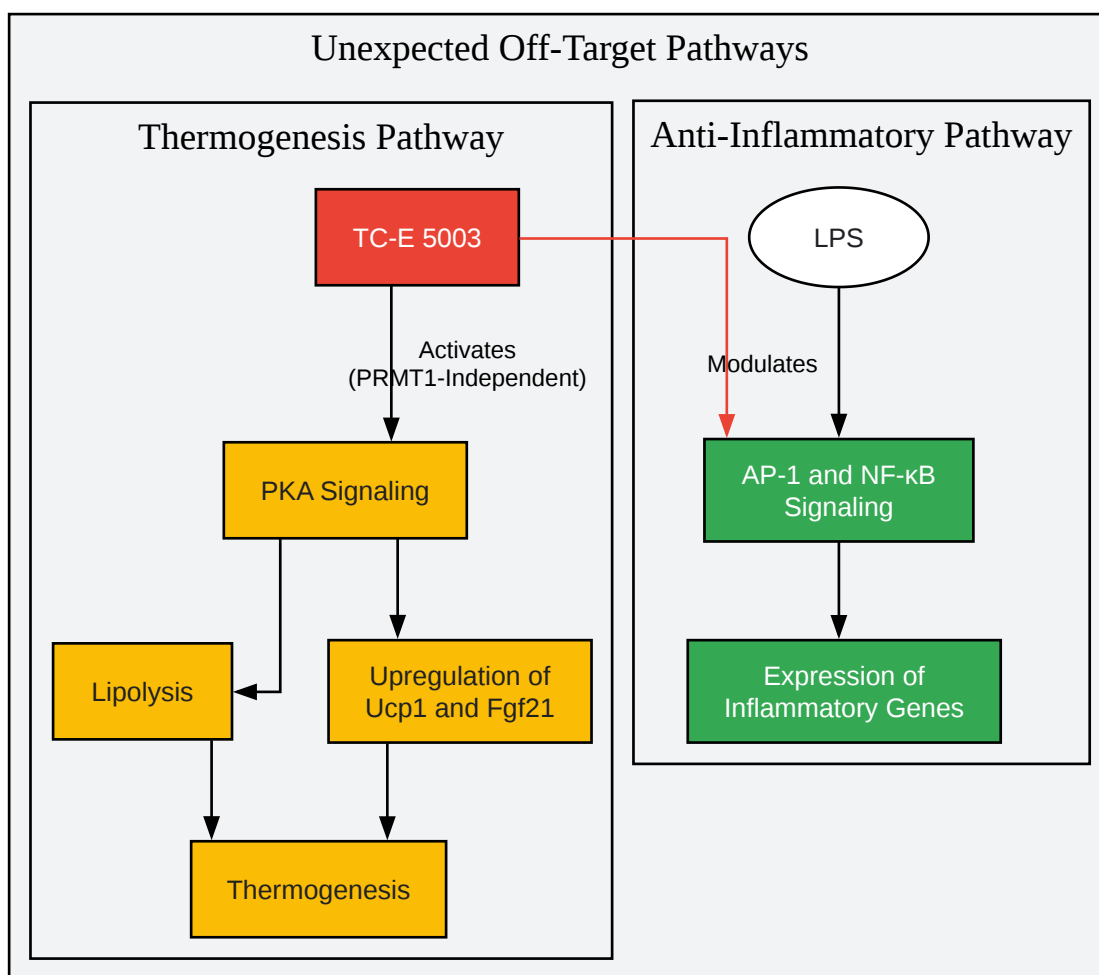 Unexpected Off-Target Pathways
Thermogenesis Pathway
Anti-Inflammatory Pathway
TC-E 5003
LPS
Activates
(PRMT1-Independent)
Modulates
PKA Signaling
AP-1 and NF-κB
Signaling
Lipolysis
Upregulation of
Ucp1 and Fgf21
Expression of
Inflammatory Genes
Thermogenesis